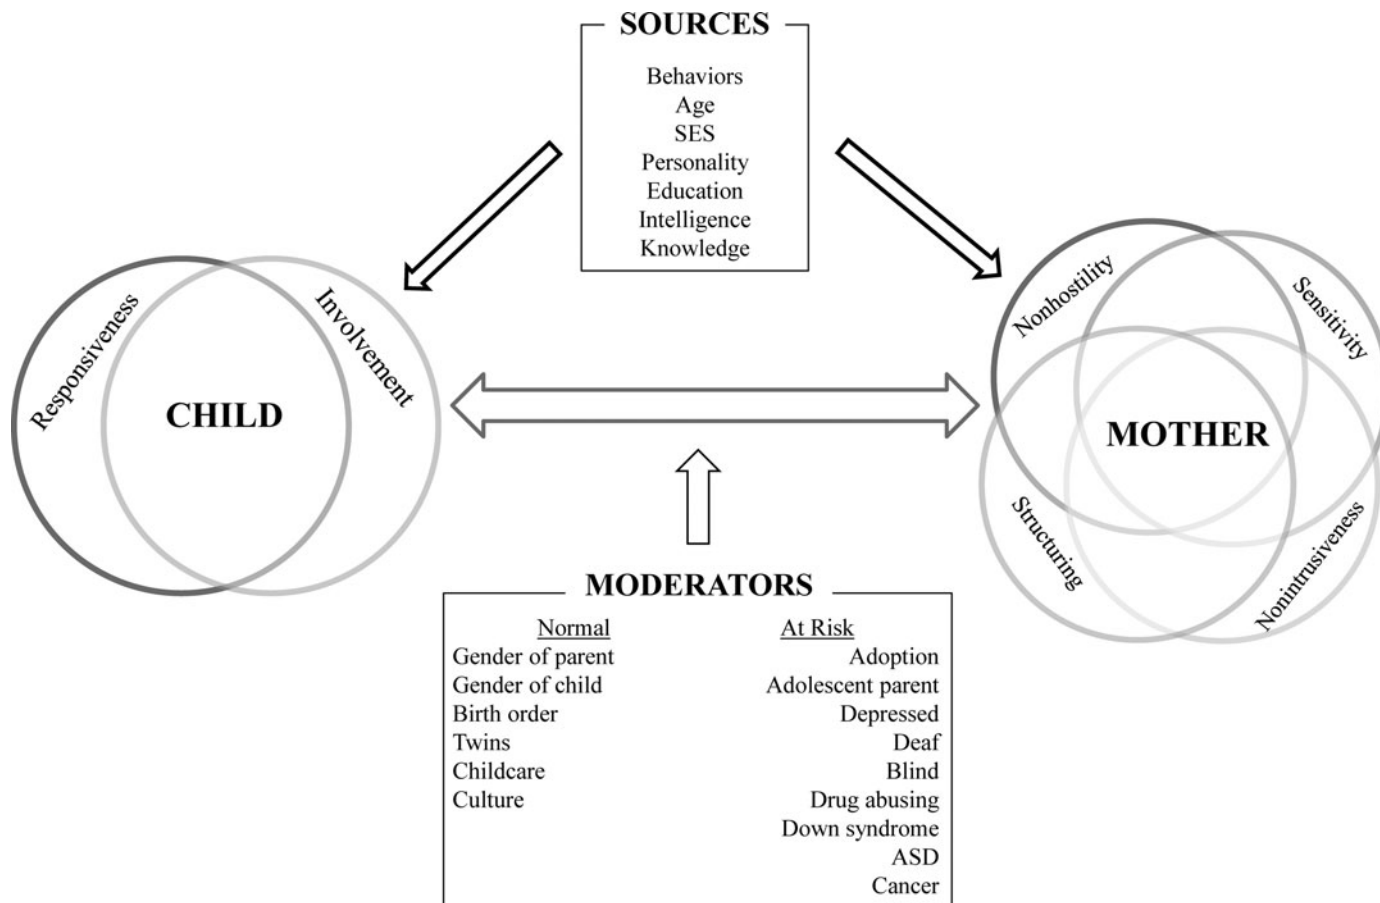 SOURCES
Behaviors
Age
SES
Personality
Education
Intelligence
Knowledge
Responsiveness
Involvement
CHILD
Nonhostility
Sensitivity
MOTHER
Structuring
Nonintrusiveness
MODERATORS
Normal
Gender of parent
Gender of child
Birth order
Twins
Childcare
Culture
At Risk
Adoption
Adolescent parent
Depressed
Deaf
Blind
Drug abusing
Down syndrome
ASD
Cancer